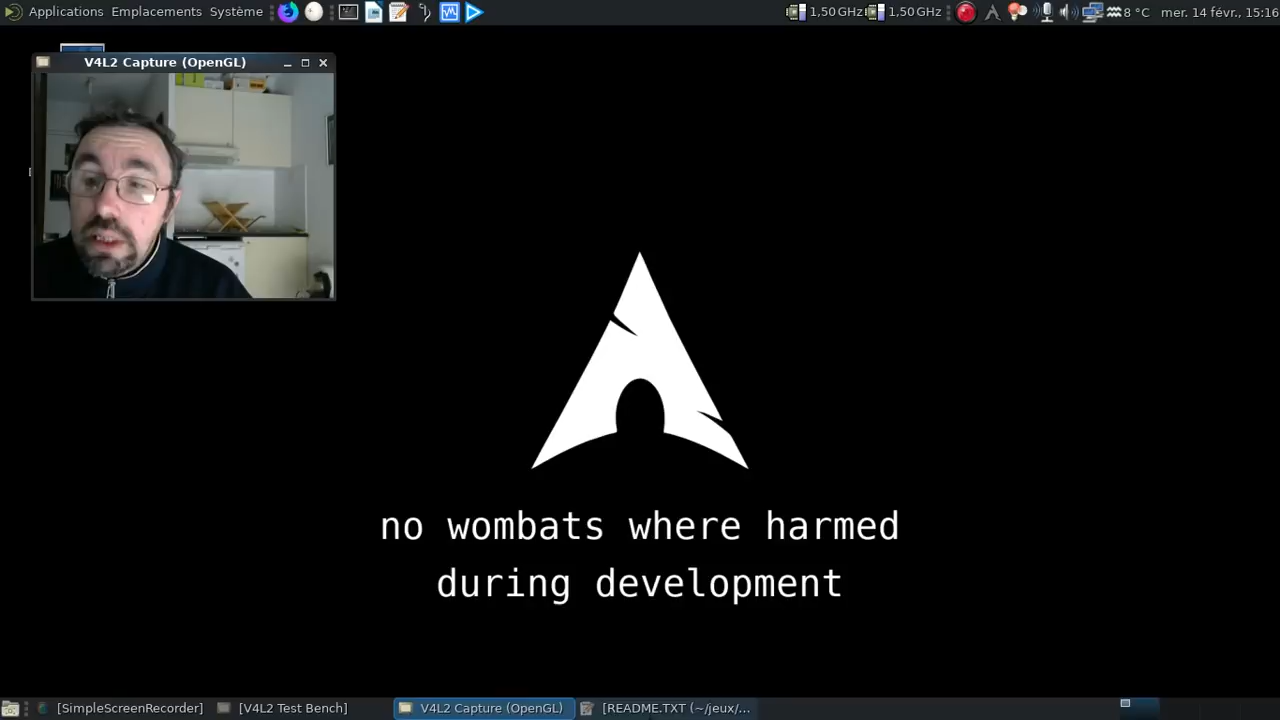 Applications Emplacements Système 1,50 GHz 1,50 GHz 8 °C mer. 14 févr., 15:16
V4L2 Capture (OpenGL)
no wombats where harmed
during development
[SimpleScreenRecorder] [V4L2 Test Bench] V4L2 Capture (OpenGL) [README.TXT (~/jeux/...